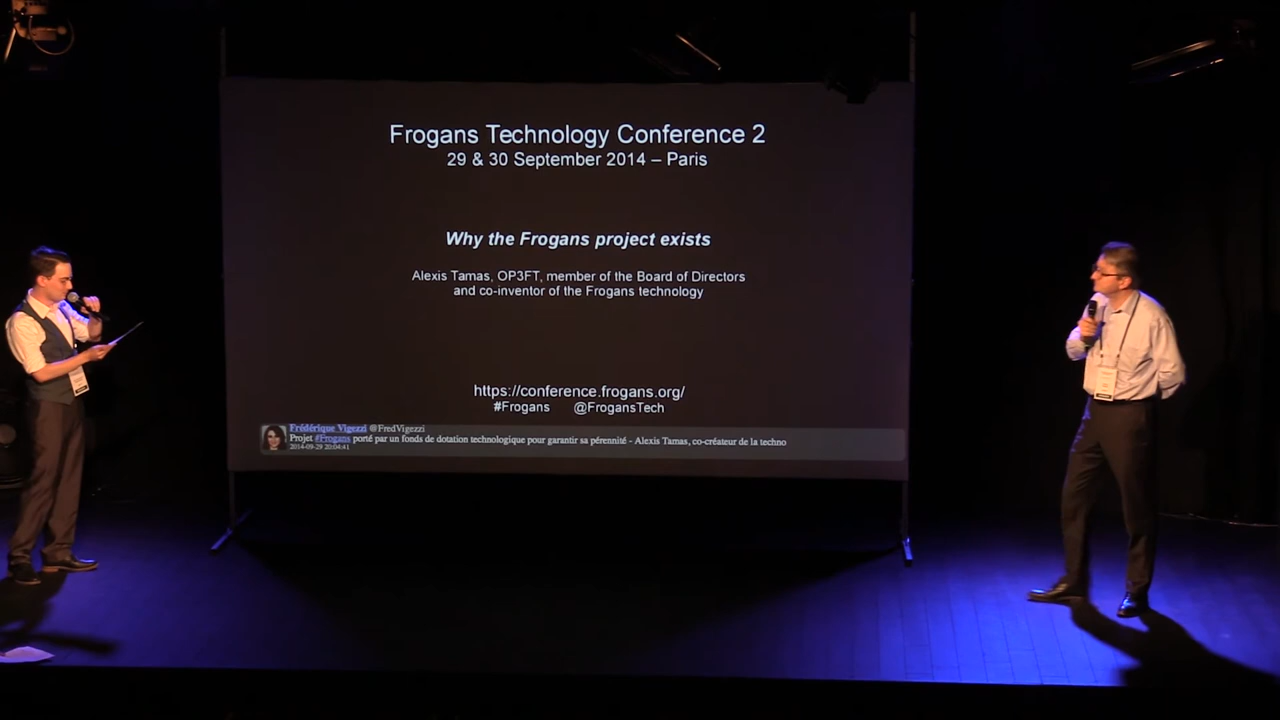 Frogans Technology Conference 2
29 & 30 September 2014 – Paris
Why the Frogans project exists
Alexis Tamas, OP3FT, member of the Board of Directors
and co-inventor of the Frogans technology
https://conference.frogans.org/
#Frogans @FrogansTech
Frédérique Vigezzi @FredVigezzi
Projet #Frogans porté par un fonds de dotation technologique pour garantir sa pérennité - Alexis Tamas, co-créateur de la techno
2014-09-29 20:04:41